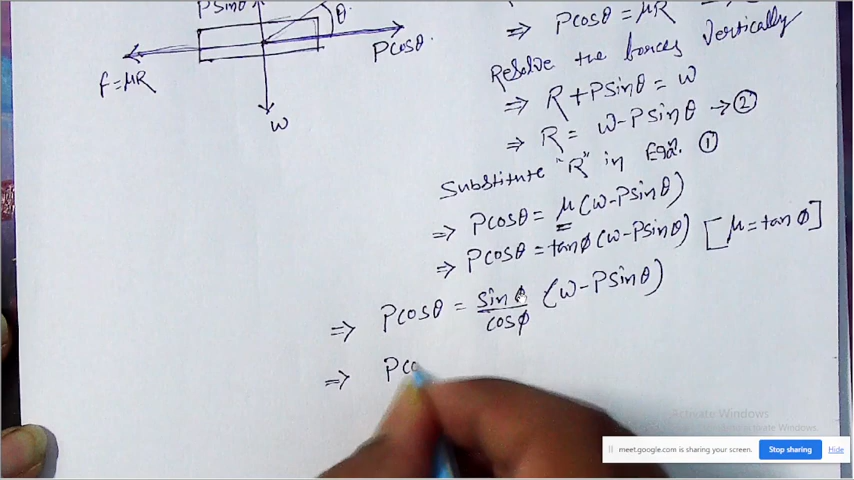 Psinθ
θ
Pcosθ.
f=μR
W
⇒ Pcosθ = μR
Resolve the forces vertically
⇒ R+Psinθ = W
⇒ R = W-Psinθ → ②
Substitute "R" in Eqn. ①
⇒ Pcosθ = μ(W-Psinθ)
⇒ Pcosθ = tanϕ(W-Psinθ) [μ=tanϕ]
⇒ Pcosθ = sinϕ/cosϕ (W-Psinθ)
⇒ Pco
Activate Windows
meet.google.com is sharing your screen. Stop sharing Hide